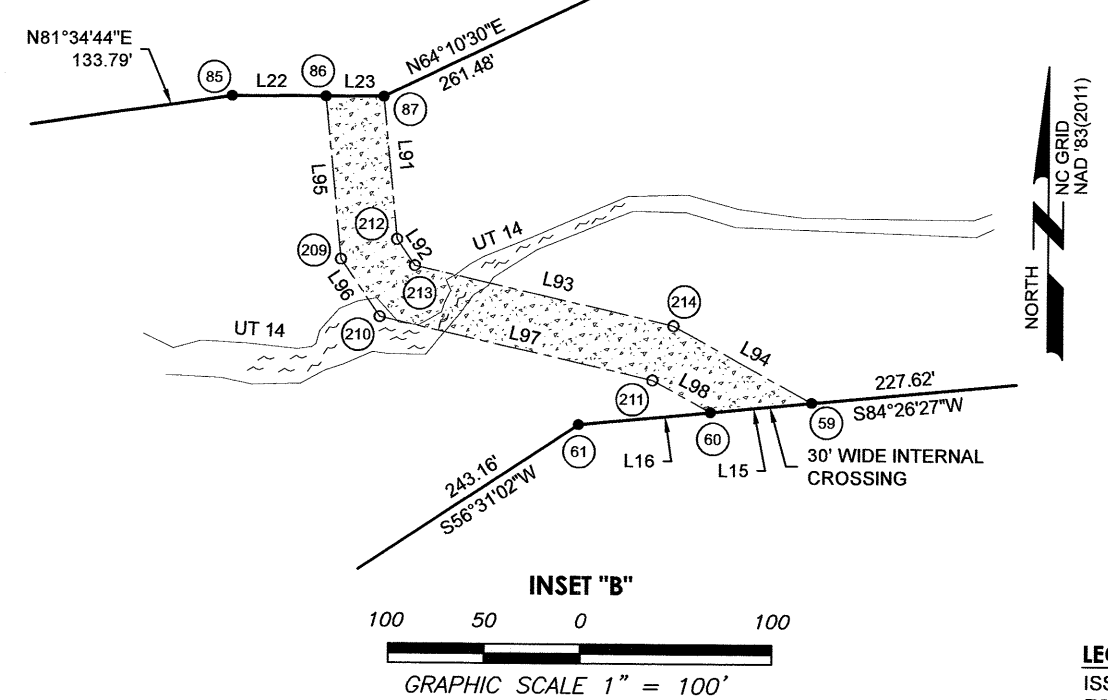 N81°34'44"E
133.79'
85
L22
86
L23
N64°10'30"E
261.48'
87
L95
L91
212
L92
209
L96
213
UT 14
210
UT 14
L93
214
L97
L94
211
L98
227.62'
S84°26'27"W
59
60
61
L16
L15
30' WIDE INTERNAL
CROSSING
243.16'
S56°31'02"W
NORTH
NC GRID
NAD '83(2011)
INSET "B"
100 50 0 100
GRAPHIC SCALE 1" = 100'
LEG
ISS